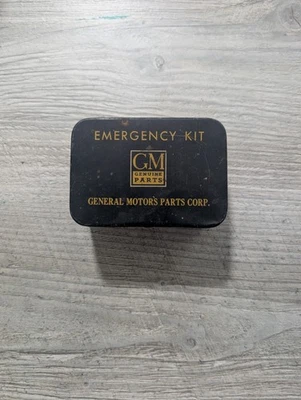 EMERGENCY KIT
GM
GENUINE
PARTS
GENERAL MOTORS PARTS CORP.